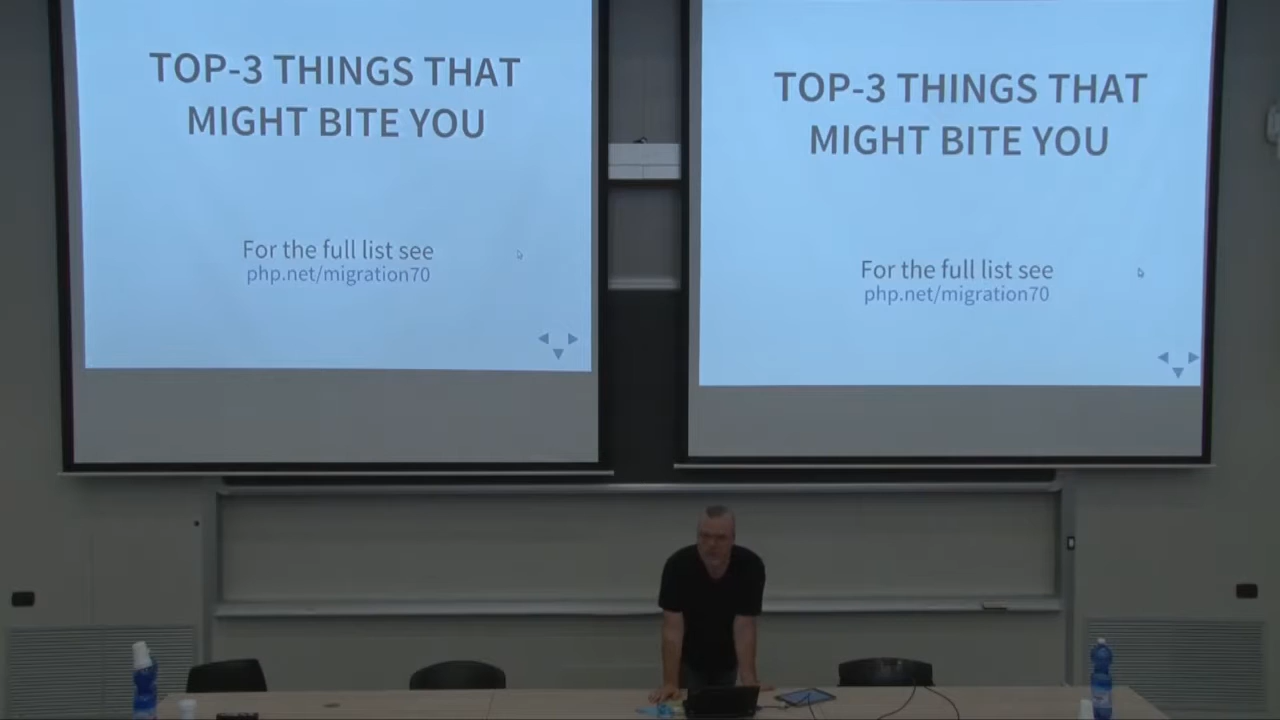 TOP-3 THINGS THAT
MIGHT BITE YOU
For the full list see
php.net/migration70
TOP-3 THINGS THAT
MIGHT BITE YOU
For the full list see
php.net/migration70